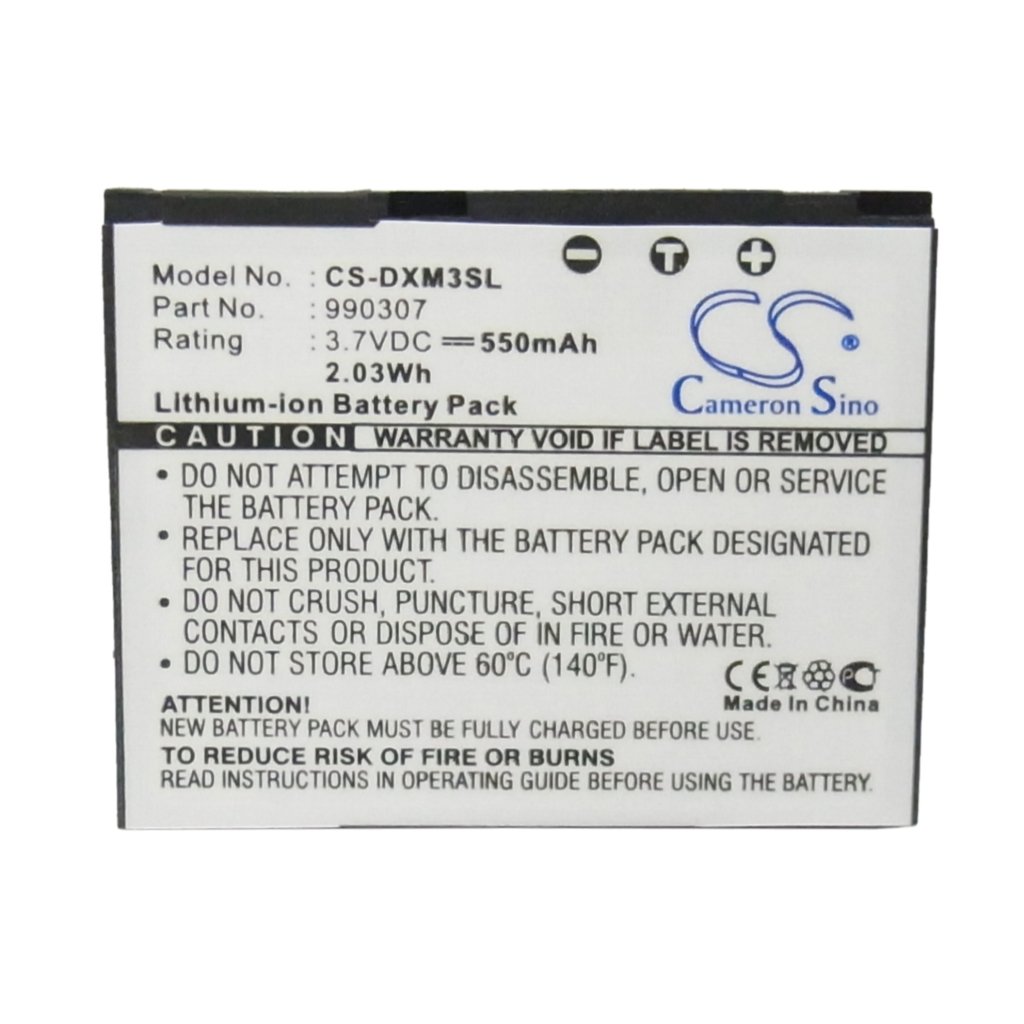 Model No. : CS-DXM3SL
Part No. : 990307
Rating : 3.7VDC ⎓ 550mAh
2.03Wh
Lithium-ion Battery Pack
− T +
CS®
Cameron Sino
CAUTION WARRANTY VOID IF LABEL IS REMOVED
• DO NOT ATTEMPT TO DISASSEMBLE, OPEN OR SERVICE
THE BATTERY PACK.
• REPLACE ONLY WITH THE BATTERY PACK DESIGNATED
FOR THIS PRODUCT.
• DO NOT CRUSH, PUNCTURE, SHORT EXTERNAL
CONTACTS OR DISPOSE OF IN FIRE OR WATER.
• DO NOT STORE ABOVE 60°C (140°F).
CE
Made In China
ATTENTION!
NEW BATTERY PACK MUST BE FULLY CHARGED BEFORE USE.
TO REDUCE RISK OF FIRE OR BURNS
READ INSTRUCTIONS IN OPERATING GUIDE BEFORE USING THE BATTERY.